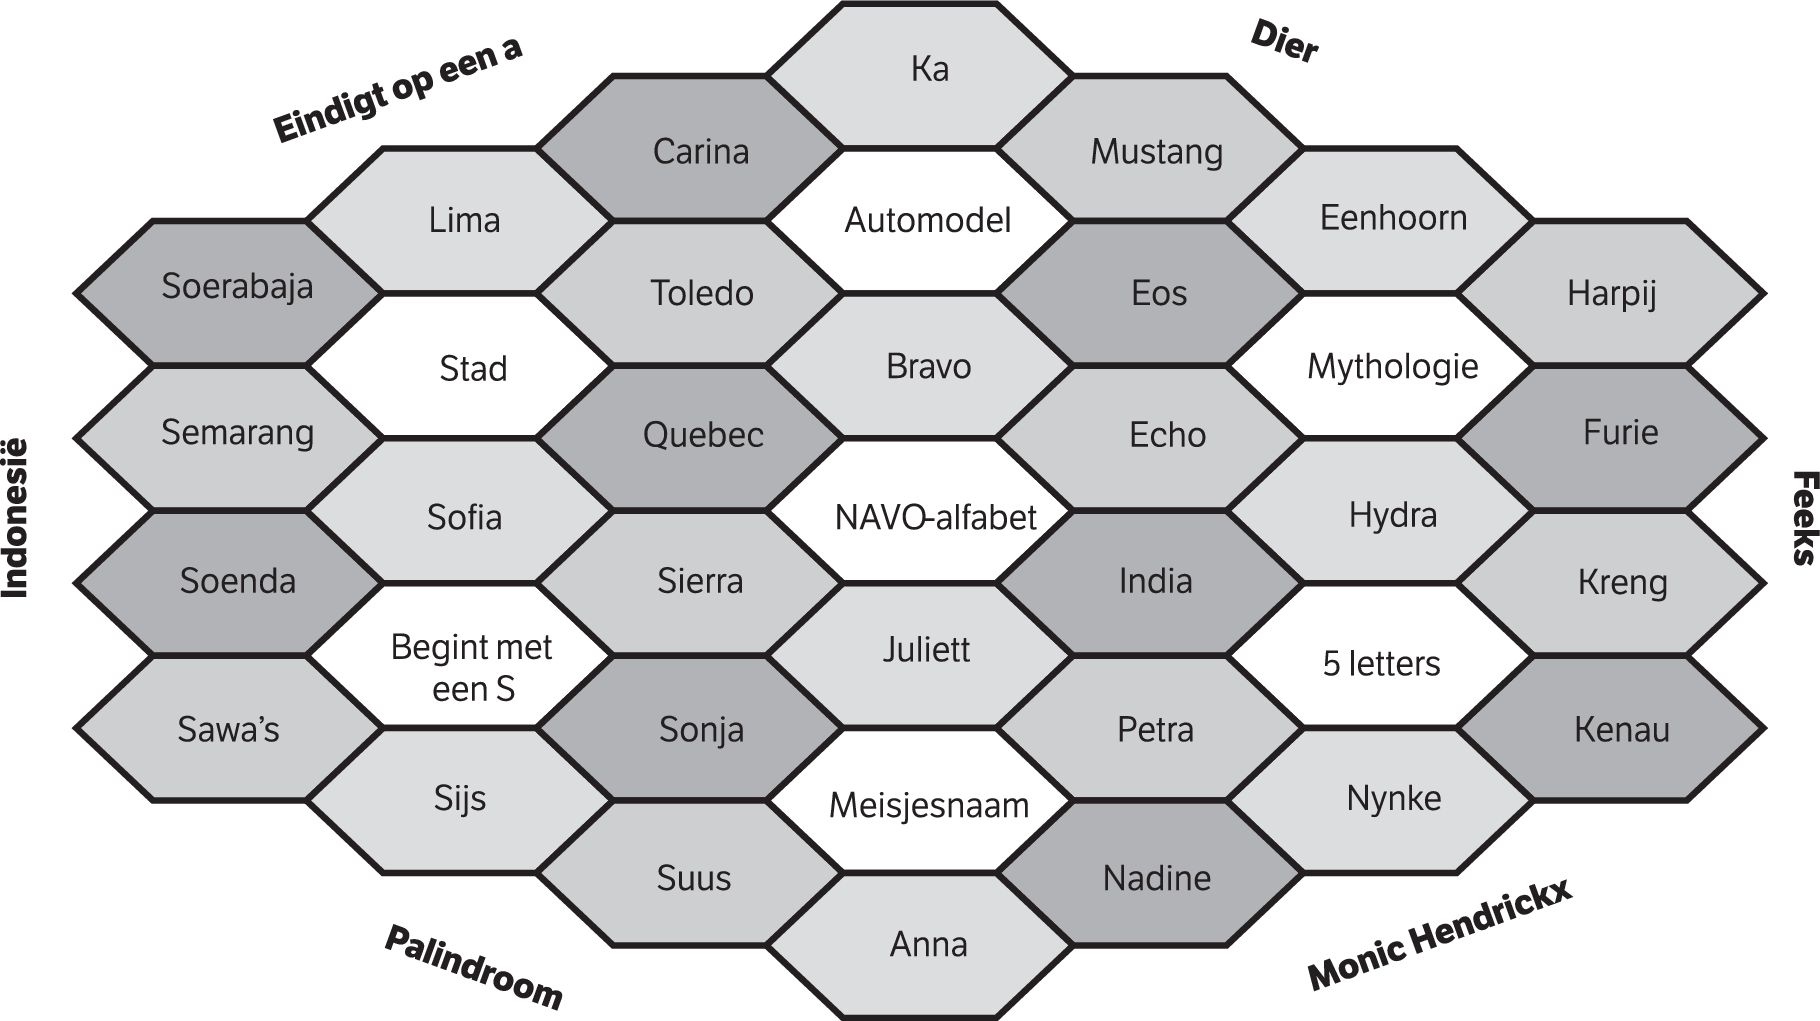 Ka
Dier
Eindigt op een a
Carina
Mustang
Lima
Automodel
Eenhoorn
Soerabaja
Toledo
Eos
Harpij
Stad
Bravo
Mythologie
Semarang
Quebec
Echo
Furie
Indonesië
Sofia
NAVO-alfabet
Hydra
Feeks
Soenda
Sierra
India
Kreng
Begint met
een S
Juliett
5 letters
Sawa’s
Sonja
Petra
Kenau
Sijs
Meisjesnaam
Nynke
Suus
Nadine
Anna
Palindroom
Monic Hendrickx